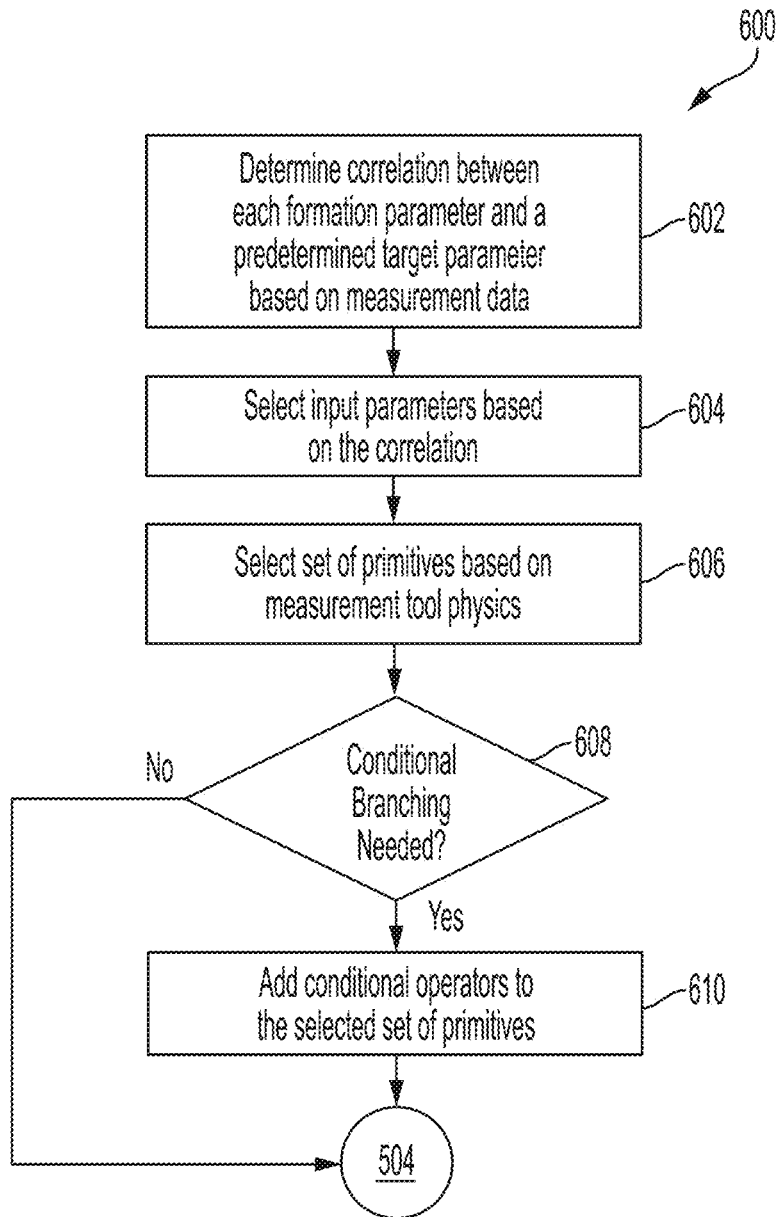 600
Determine correlation between
each formation parameter and a
predetermined target parameter
based on measurement data
602
Select input parameters based
on the correlation
604
Select set of primitives based on
measurement tool physics
606
Conditional
Branching
Needed?
608
No
Yes
Add conditional operators to
the selected set of primitives
610
504